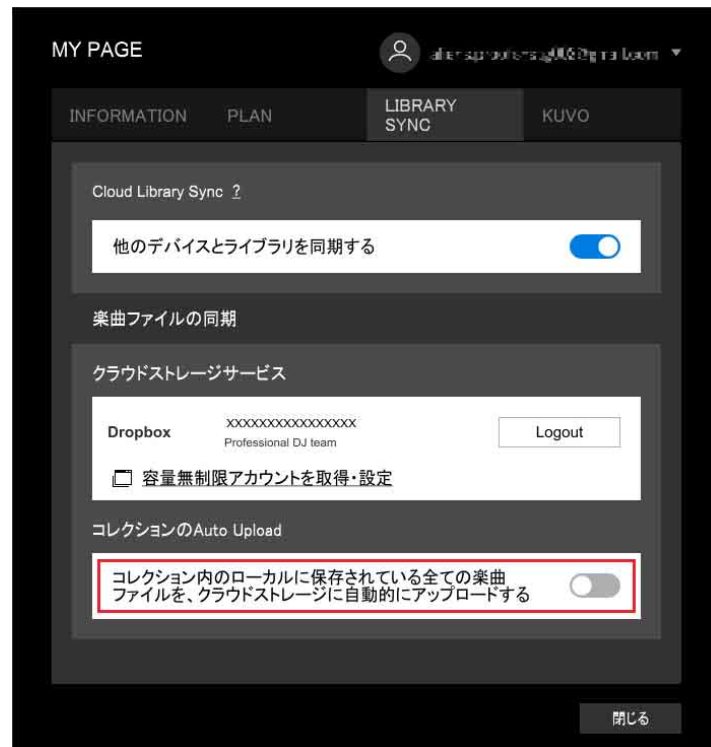 MY PAGE
INFORMATION
PLAN
LIBRARY
SYNC
KUVO
Cloud Library Sync ?
他のデバイスとライブラリを同期する
楽曲ファイルの同期
クラウドストレージサービス
Dropbox
xxxxxxxxxxxxxxxx
Professional DJ team
Logout
容量無制限アカウントを取得・設定
コレクションのAuto Upload
コレクション内のローカルに保存されている全ての楽曲
ファイルを、クラウドストレージに自動的にアップロードする
閉じる